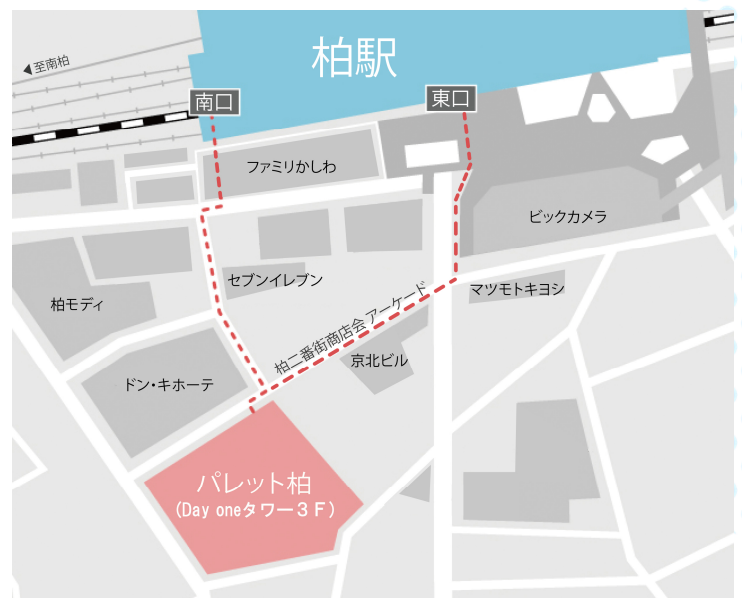 柏駅
◀至南柏
南口
東口
ファミリかしわ
ビックカメラ
セブンイレブン
マツモトキヨシ
柏モディ
柏二番街商店会 アーケード
京北ビル
ドン・キホーテ
パレット柏
(Day oneタワー３Ｆ)